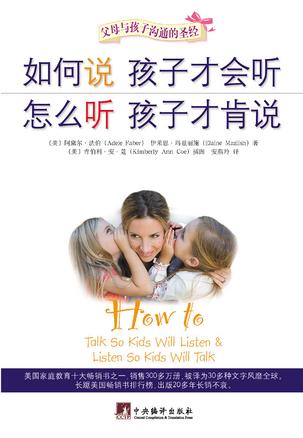 父母与孩子沟通的圣经
如何说 孩子才会听
怎么听 孩子才肯说
(美) 阿黛尔·法伯 (Adele Faber) 伊莱恩·玛兹丽施 (Elaine Mazlish) 著
(美) 肯伯利·安·蔻 (Kimberly Ann Coe) 插图 安燕玲 译
How to
Talk So Kids Will Listen &
Listen So Kids Will Talk
美国家庭教育十大畅销书之一, 销售300多万册, 被译为30多种文字风靡全球,
长踞美国畅销书排行榜, 出版20多年长销不衰。
中央编译出版社
Central Compilation & Translation Press